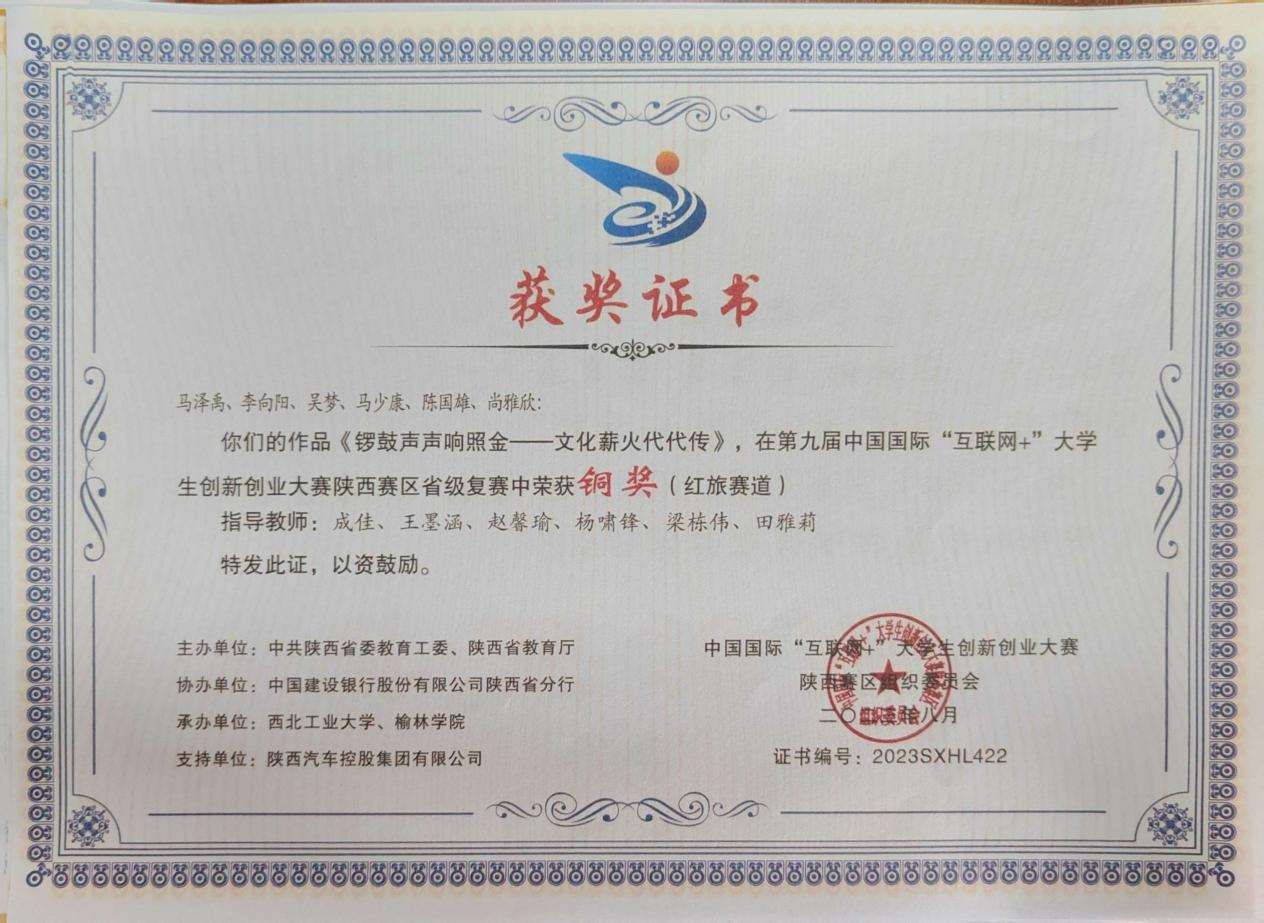 获奖证书
马泽禹、李向阳、吴梦、马少康、陈国雄、尚雅欣:
你们的作品《锣鼓声声响照金——文化薪火代代传》，在第九届中国国际“互联网+”大学
生创新创业大赛陕西赛区省级复赛中荣获铜奖（红旅赛道）
指导教师：成佳、王墨涵、赵馨瑜、杨啸锋、梁栋伟、田雅莉
特发此证，以资鼓励。
主办单位：中共陕西省委教育工委、陕西省教育厅
协办单位：中国建设银行股份有限公司陕西省分行
承办单位：西北工业大学、榆林学院
支持单位：陕西汽车控股集团有限公司
中国国际“互联网+”大学生创新创业大赛
陕西赛区组织委员会
二〇二三年八月
证书编号：2023SXHL422
组织委员会